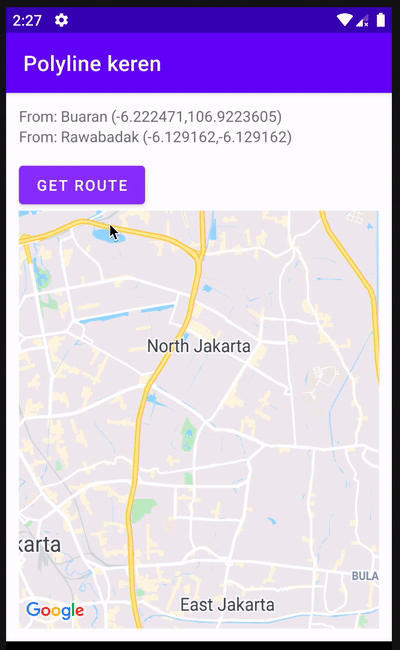 2:27
Polyline keren
From: Buaran (-6.222471,106.9223605)
From: Rawabadak (-6.129162,-6.129162)
GET ROUTE
North Jakarta
karta
BULA
East Jakarta
Google